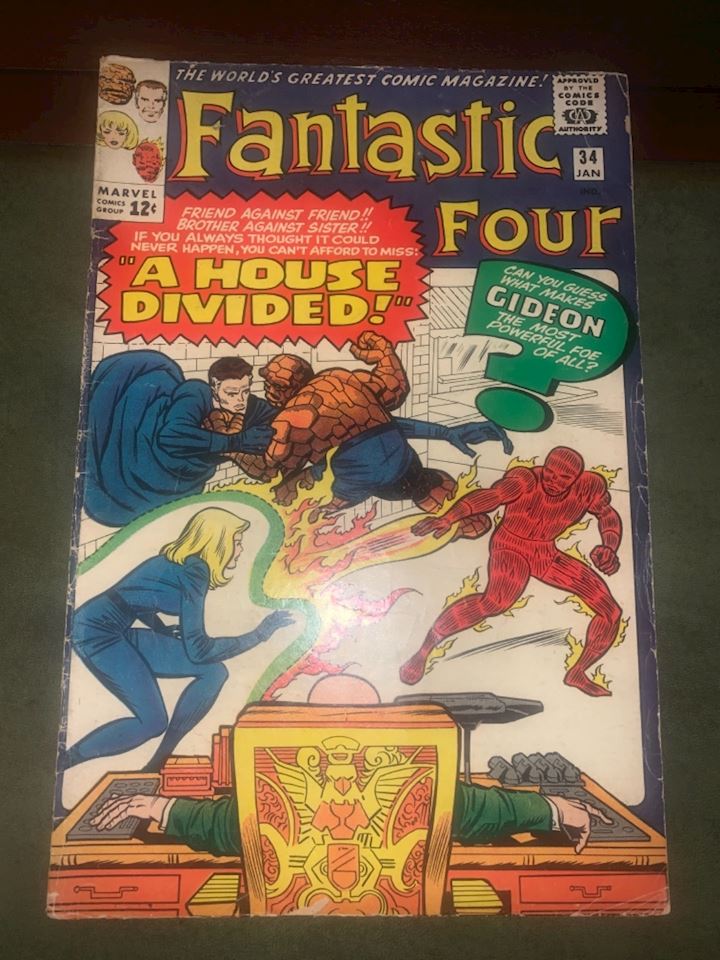 THE WORLD'S GREATEST COMIC MAGAZINE!
APPROVED
BY THE
COMICS
CODE
CA
AUTHORITY
Fantastic
Four
34
JAN
IND.
MARVEL
COMICS
GROUP 12¢
FRIEND AGAINST FRIEND!!
BROTHER AGAINST SISTER!!
IF YOU ALWAYS THOUGHT IT COULD
NEVER HAPPEN, YOU CAN'T AFFORD TO MISS:
"A HOUSE
DIVIDED!"
CAN YOU GUESS
WHAT MAKES
GIDEON
THE MOST
POWERFUL FOE
OF ALL?